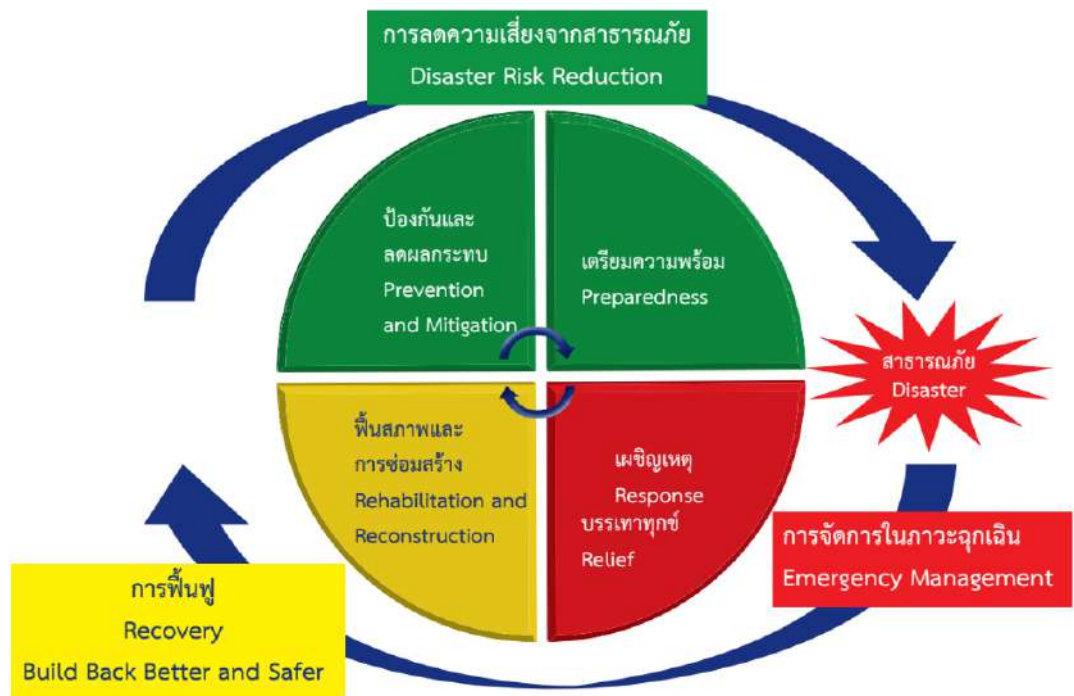 การลดความเสี่ยงจากสาธารณภัย
Disaster Risk Reduction
ป้องกันและ
ลดผลกระทบ
Prevention
and Mitigation
เตรียมความพร้อม
Preparedness
สาธารณภัย
Disaster
ฟื้นสภาพและ
การซ่อมสร้าง
Rehabilitation and
Reconstruction
เผชิญเหตุ
Response
บรรเทาทุกข์
Relief
การจัดการในภาวะฉุกเฉิน
Emergency Management
การฟื้นฟู
Recovery
Build Back Better and Safer